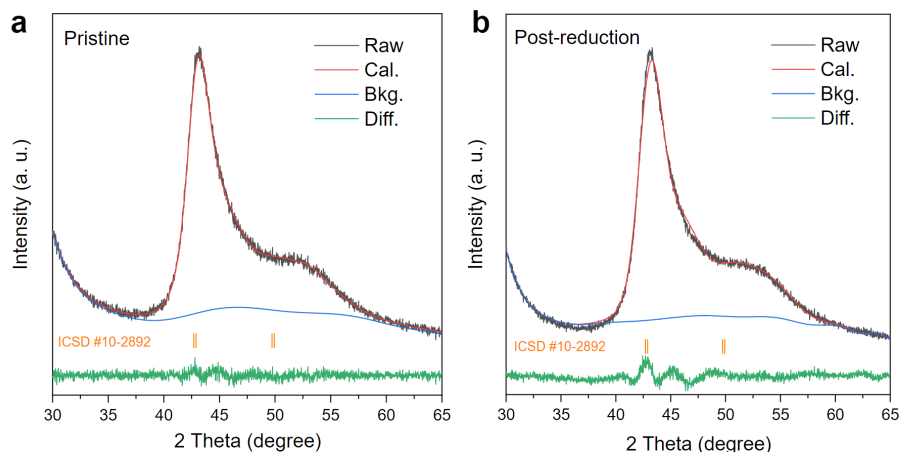 a
Pristine
Raw
Cal.
Bkg.
Diff.
Intensity (a. u.)
ICSD #10-2892
30 35 40 45 50 55 60 65
2 Theta (degree)
b
Post-reduction
Raw
Cal.
Bkg.
Diff.
Intensity (a. u.)
ICSD #10-2892
30 35 40 45 50 55 60 65
2 Theta (degree)